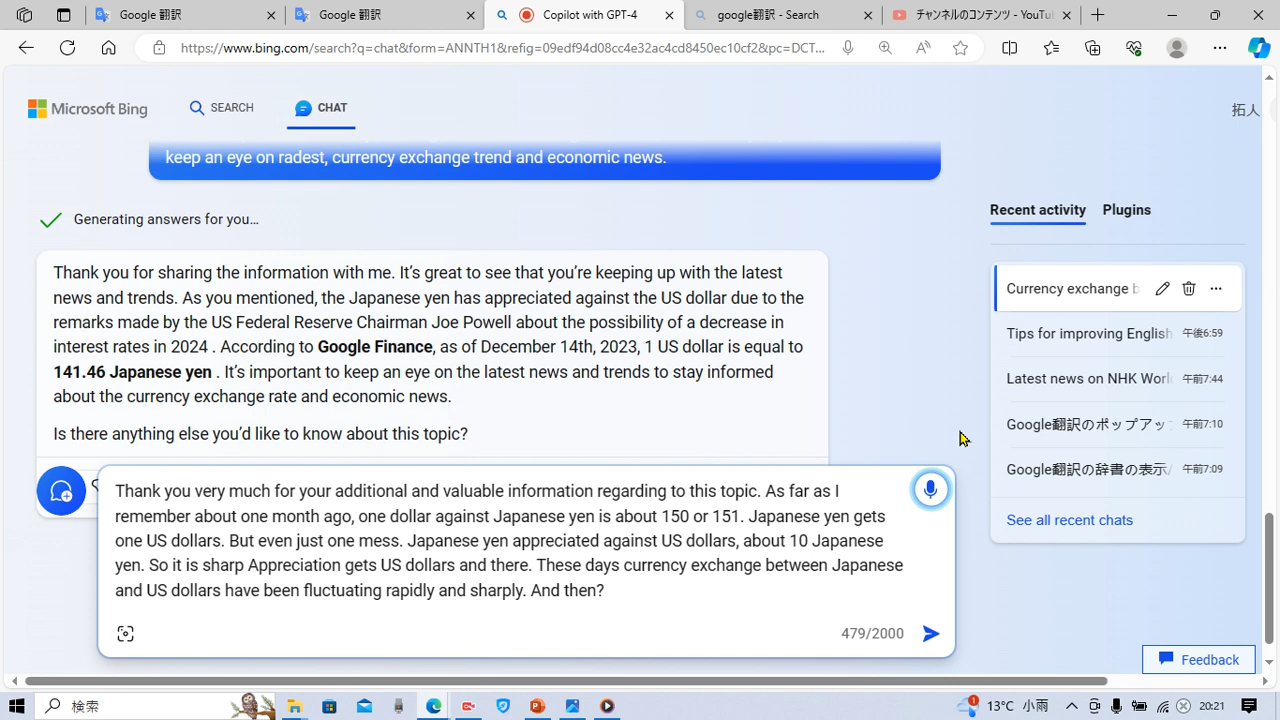 Google 翻訳
Google 翻訳
Copilot with GPT-4
google翻訳 - Search
チャンネルのコンテンツ - YouTu
https://www.bing.com/search?q=chat&form=ANNTH1&refig=09edf94d08cc4e32ac4cd8450ec10cf2&pc=DCT...
Microsoft Bing
SEARCH
CHAT
拓人
keep an eye on radest, currency exchange trend and economic news.
Generating answers for you...
Thank you for sharing the information with me. It's great to see that you're keeping up with the latest
news and trends. As you mentioned, the Japanese yen has appreciated against the US dollar due to the
remarks made by the US Federal Reserve Chairman Joe Powell about the possibility of a decrease in
interest rates in 2024 . According to Google Finance, as of December 14th, 2023, 1 US dollar is equal to
141.46 Japanese yen . It's important to keep an eye on the latest news and trends to stay informed
about the currency exchange rate and economic news.
Is there anything else you'd like to know about this topic?
Thank you very much for your additional and valuable information regarding to this topic. As far as I
remember about one month ago, one dollar against Japanese yen is about 150 or 151. Japanese yen gets
one US dollars. But even just one mess. Japanese yen appreciated against US dollars, about 10 Japanese
yen. So it is sharp Appreciation gets US dollars and there. These days currency exchange between Japanese
and US dollars have been fluctuating rapidly and sharply. And then?
479/2000
Recent activity
Plugins
Currency exchange b
Tips for improving English 午後6:59
Latest news on NHK Worl 午前7:44
Google翻訳のポップアッ 午前7:10
Google翻訳の辞書の表示 午前7:09
See all recent chats
Feedback
検索
13°C 小雨
20:21